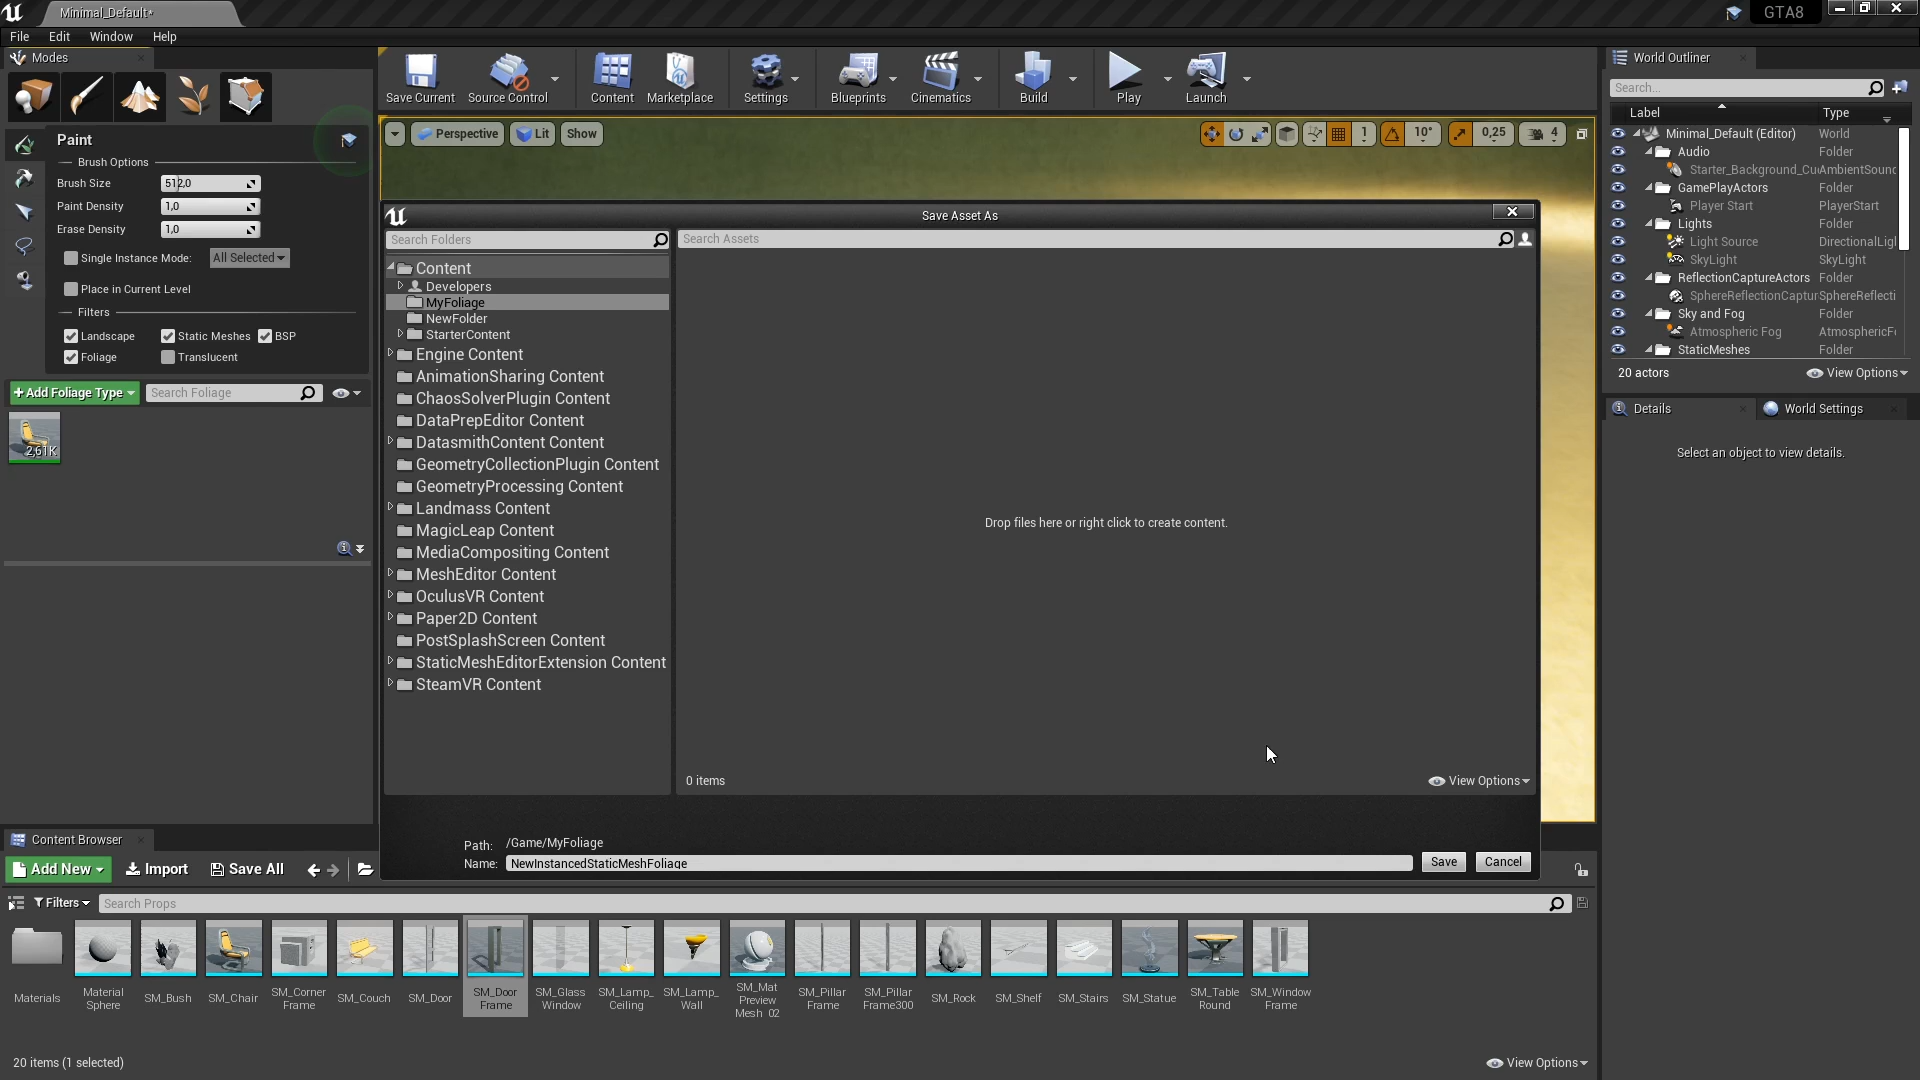 Minimal_Default*
GTA8
File Edit Window Help
Modes
Save Current
Source Control
Content
Marketplace
Settings
Blueprints
Cinematics
Build
Play
Launch
Perspective
Lit
Show
1
10°
0,25
4
Paint
Brush Options
Brush Size 512,0
Paint Density 1,0
Erase Density 1,0
Single Instance Mode: All Selected
Place in Current Level
Filters
Landscape Static Meshes BSP
Foliage Translucent
+Add Foliage Type
Search Foliage
2,61K
Save Asset As
Search Folders
Search Assets
Content
Developers
MyFoliage
NewFolder
StarterContent
Engine Content
AnimationSharing Content
ChaosSolverPlugin Content
DataPrepEditor Content
DatasmithContent Content
GeometryCollectionPlugin Content
GeometryProcessing Content
Landmass Content
MagicLeap Content
MediaCompositing Content
MeshEditor Content
OculusVR Content
Paper2D Content
PostSplashScreen Content
StaticMeshEditorExtension Content
SteamVR Content
Drop files here or right click to create content.
0 items
View Options
Path: /Game/MyFoliage
Name: NewInstancedStaticMeshFoliage
Save
Cancel
World Outliner
Search...
Label Type
Minimal_Default (Editor) World
Audio Folder
Starter_Background_Cu AmbientSound
GamePlayActors Folder
Player Start PlayerStart
Lights Folder
Light Source DirectionalLigl
SkyLight SkyLight
ReflectionCaptureActors Folder
SphereReflectionCaptur SphereReflecti
Sky and Fog Folder
Atmospheric Fog AtmosphericFo
StaticMeshes Folder
20 actors
View Options
Details
World Settings
Select an object to view details.
Content Browser
Add New
Import
Save All
Filters
Search Props
Materials
Material
Sphere
SM_Bush
SM_Chair
SM_Corner
Frame
SM_Couch
SM_Door
SM_Door
Frame
SM_Glass
Window
SM_Lamp_
Ceiling
SM_Lamp_
Wall
SM_Mat
Preview
Mesh_02
SM_Pillar
Frame
SM_Pillar
Frame300
SM_Rock
SM_Shelf
SM_Stairs
SM_Statue
SM_Table
Round
SM_Window
Frame
20 items (1 selected)
View Options